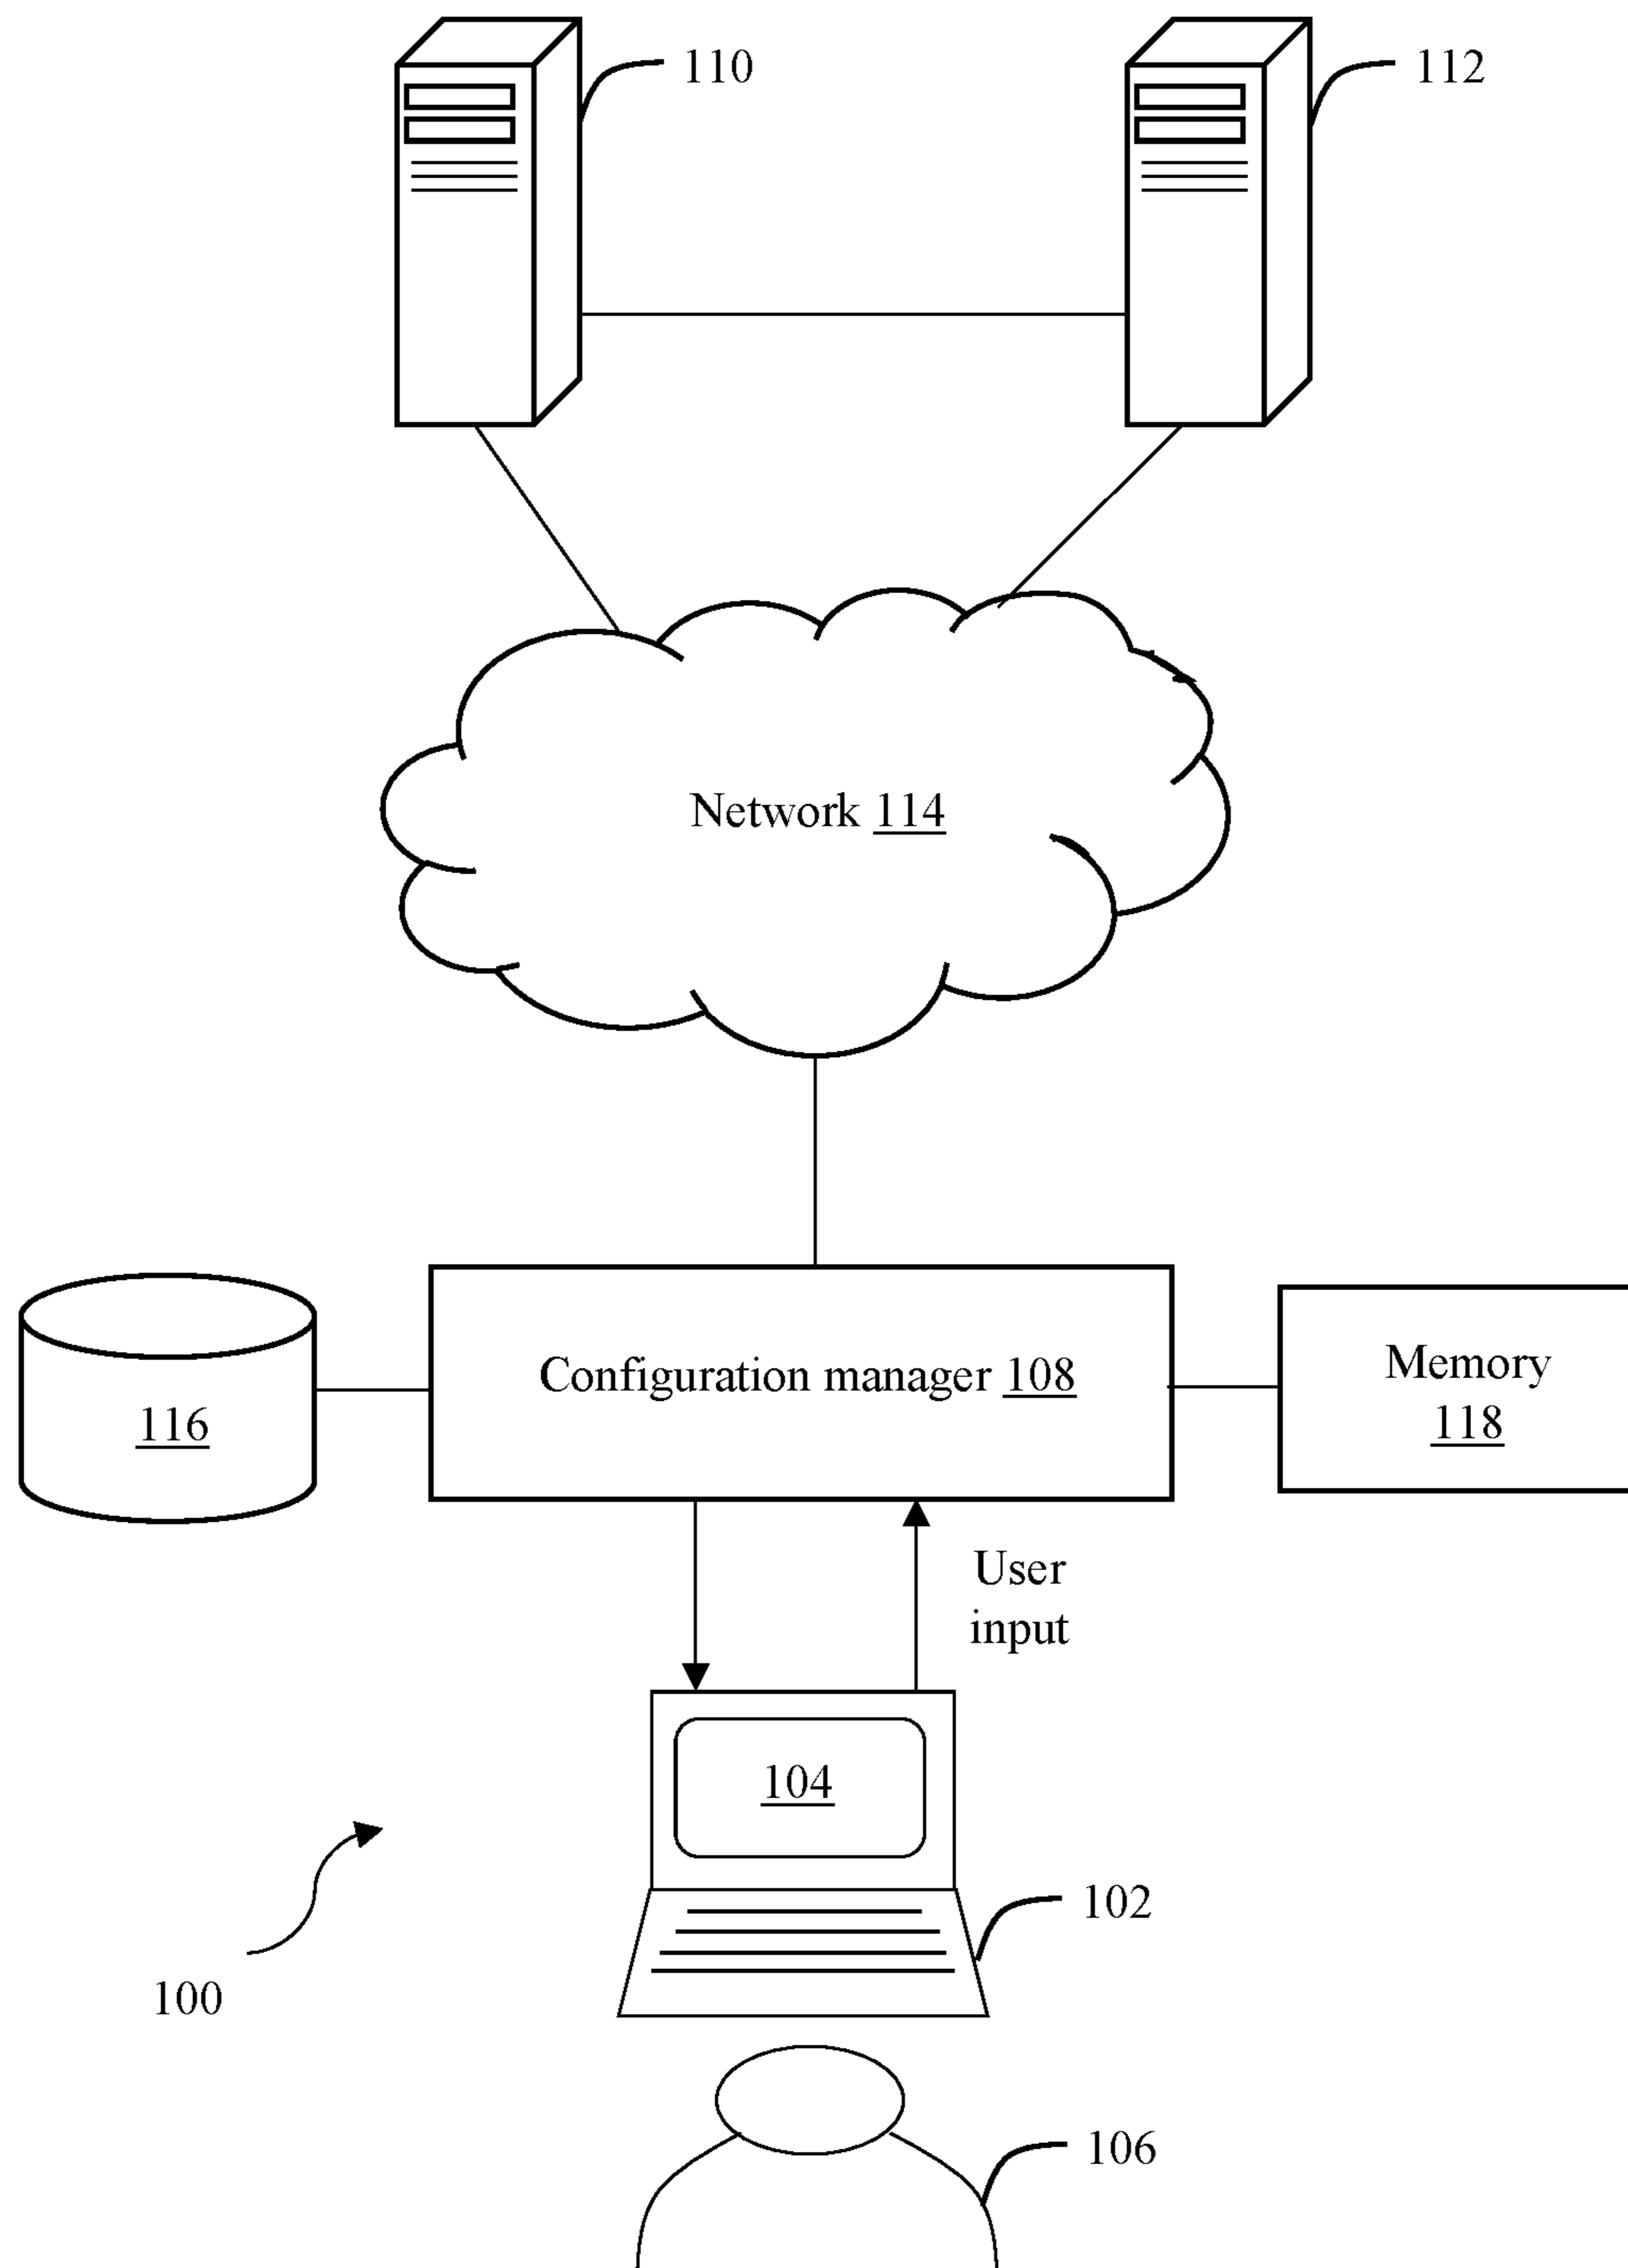 110
112
Network 114
Configuration manager 108
116
Memory
118
User
input
104
102
100
106